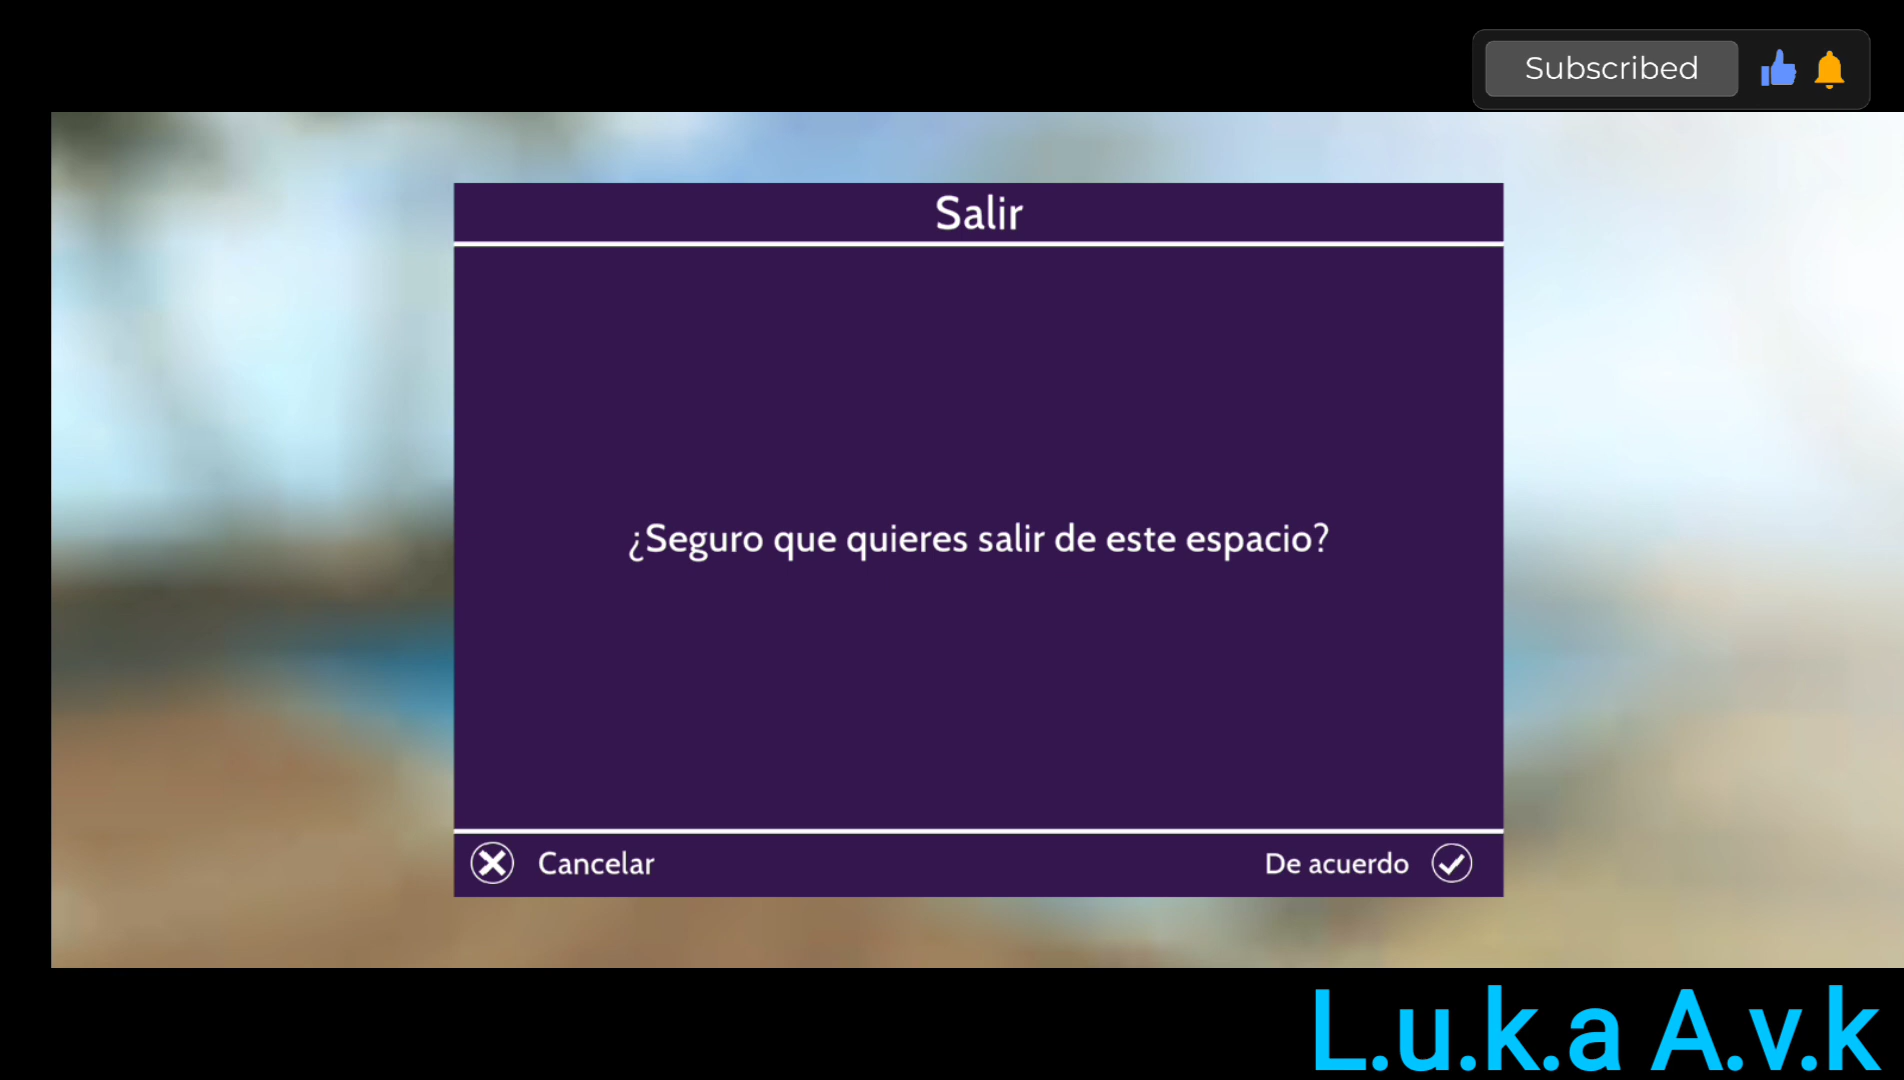 Subscribed
Salir
¿Seguro que quieres salir de este espacio?
Cancelar
De acuerdo
L.u.k.a A.v.k